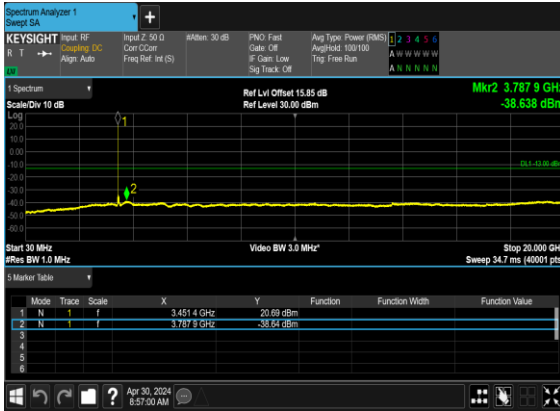 Spectrum Analyzer 1
Swept SA
+
KEYSIGHT Input: RF Input Z: 50 Ω #Atten: 30 dB PNO: Fast Avg Type: Power (RMS) 1 2 3 4 5 6
R T Coupling: DC Corr CCorr Gate: Off Avg|Hold: 100/100 A W W W W W
Align: Auto Freq Ref: Int (S) IF Gain: Low Trig: Free Run
Sig Track: Off A N N N N N
1 Spectrum Ref Lvl Offset 15.85 dB Mkr2 3.787 9 GHz
Scale/Div 10 dB Ref Level 30.00 dBm -38.638 dBm
Log
1
20.0
10.0
0.00
-10.0 DL1 -13.00 dBm
-20.0
-30.0 2
-40.0
-50.0
-60.0
Start 30 MHz Video BW 3.0 MHz* Stop 20.000 GH
#Res BW 1.0 MHz Sweep 34.7 ms (40001 pts
5 Marker Table
Mode Trace Scale X Y Function Function Width Function Value
1 N 1 f 3.451 4 GHz 20.69 dBm
2 N 1 f 3.787 9 GHz -38.64 dBm
3
4
5
6
? Apr 30, 2024
8:57:00 AM